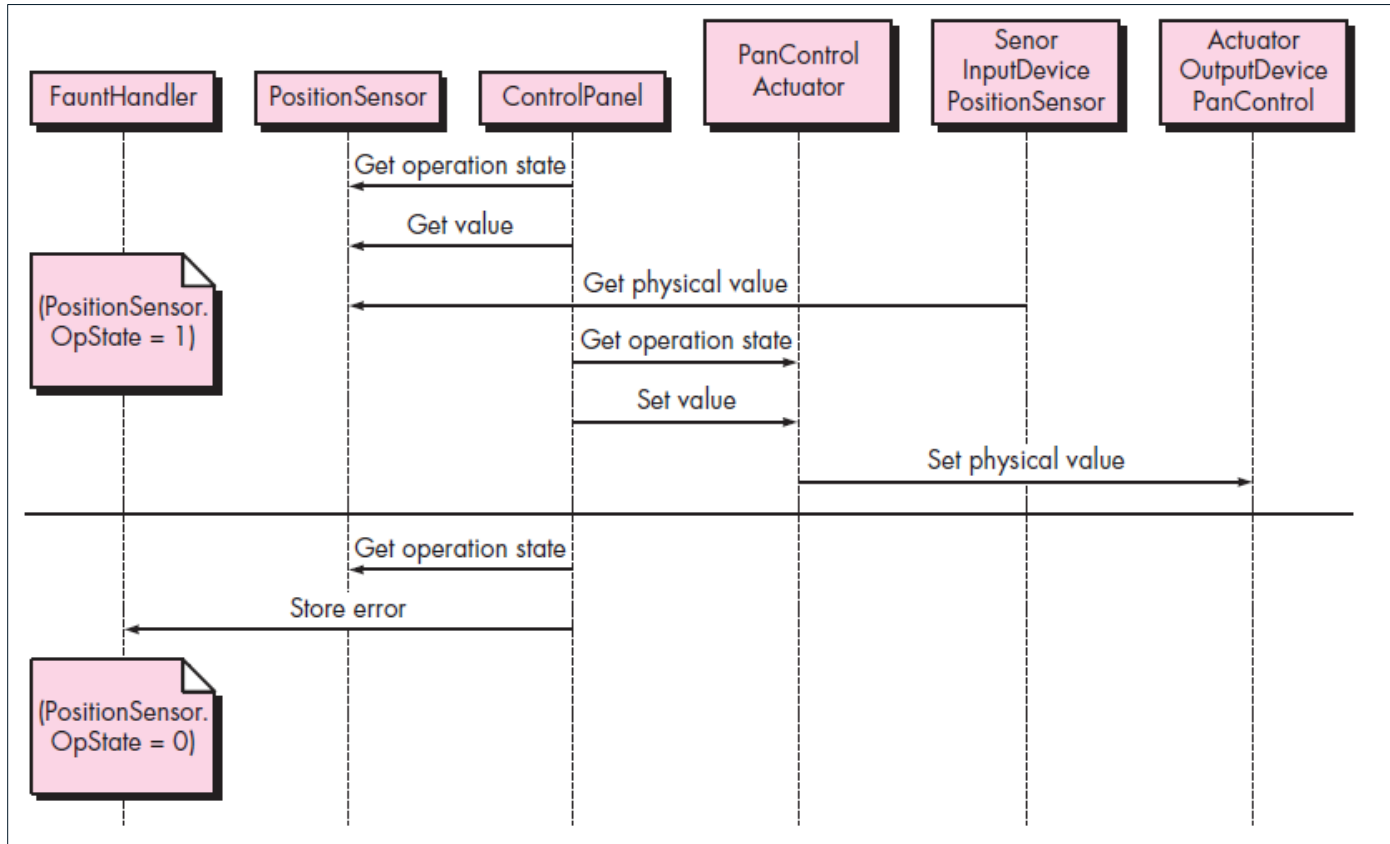 FauntHandler
PositionSensor
ControlPanel
PanControl
Actuator
Senor
InputDevice
PositionSensor
Actuator
OutputDevice
PanControl
Get operation state
Get value
(PositionSensor.
OpState = 1)
Get physical value
Get operation state
Set value
Set physical value
Get operation state
Store error
(PositionSensor.
OpState = 0)